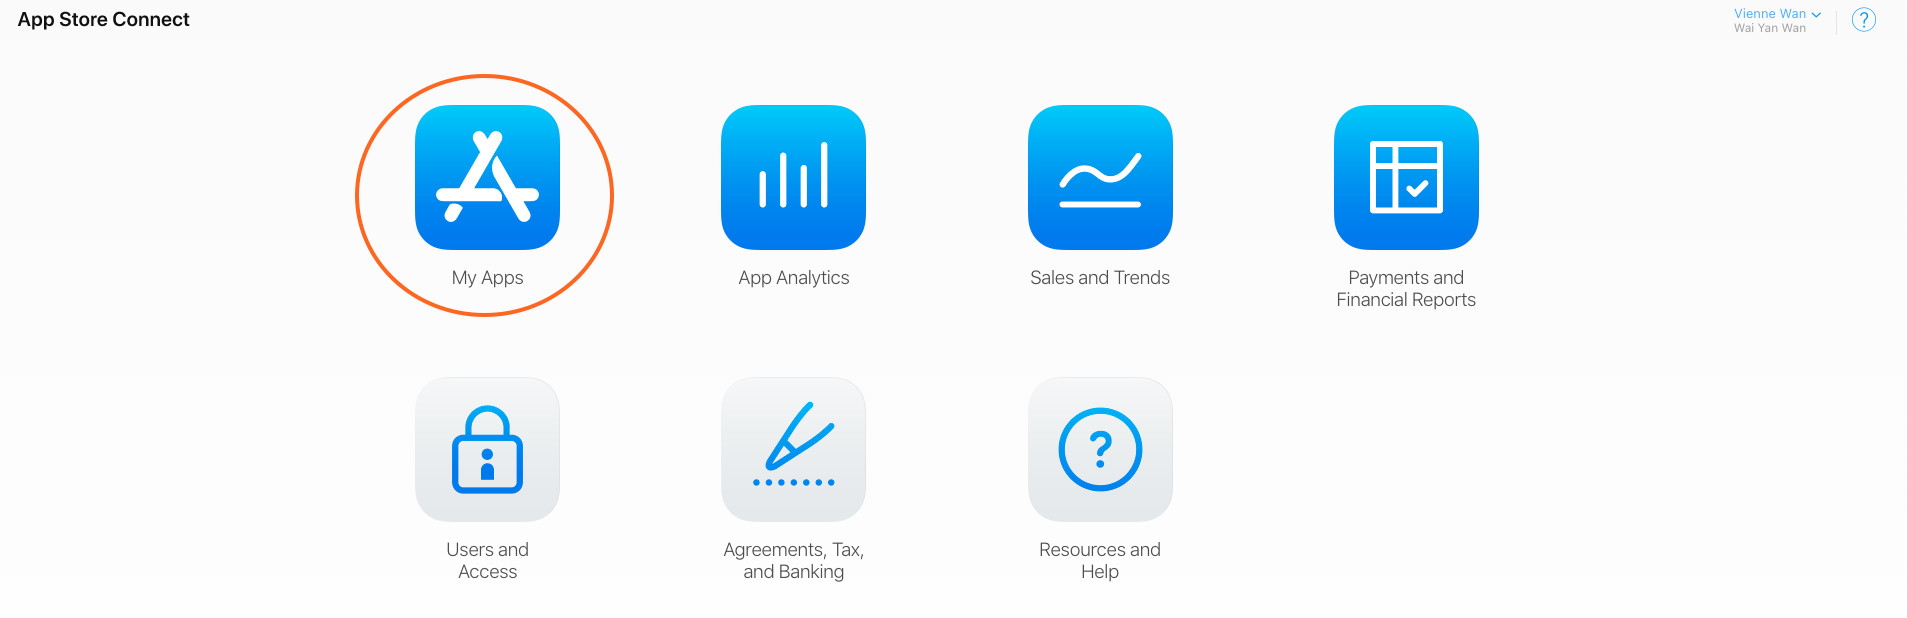 App Store Connect
Vienne Wan
Wai Yan Wan
?
My Apps
App Analytics
Sales and Trends
Payments and
Financial Reports
?
Users and
Access
Agreements, Tax,
and Banking
Resources and
Help